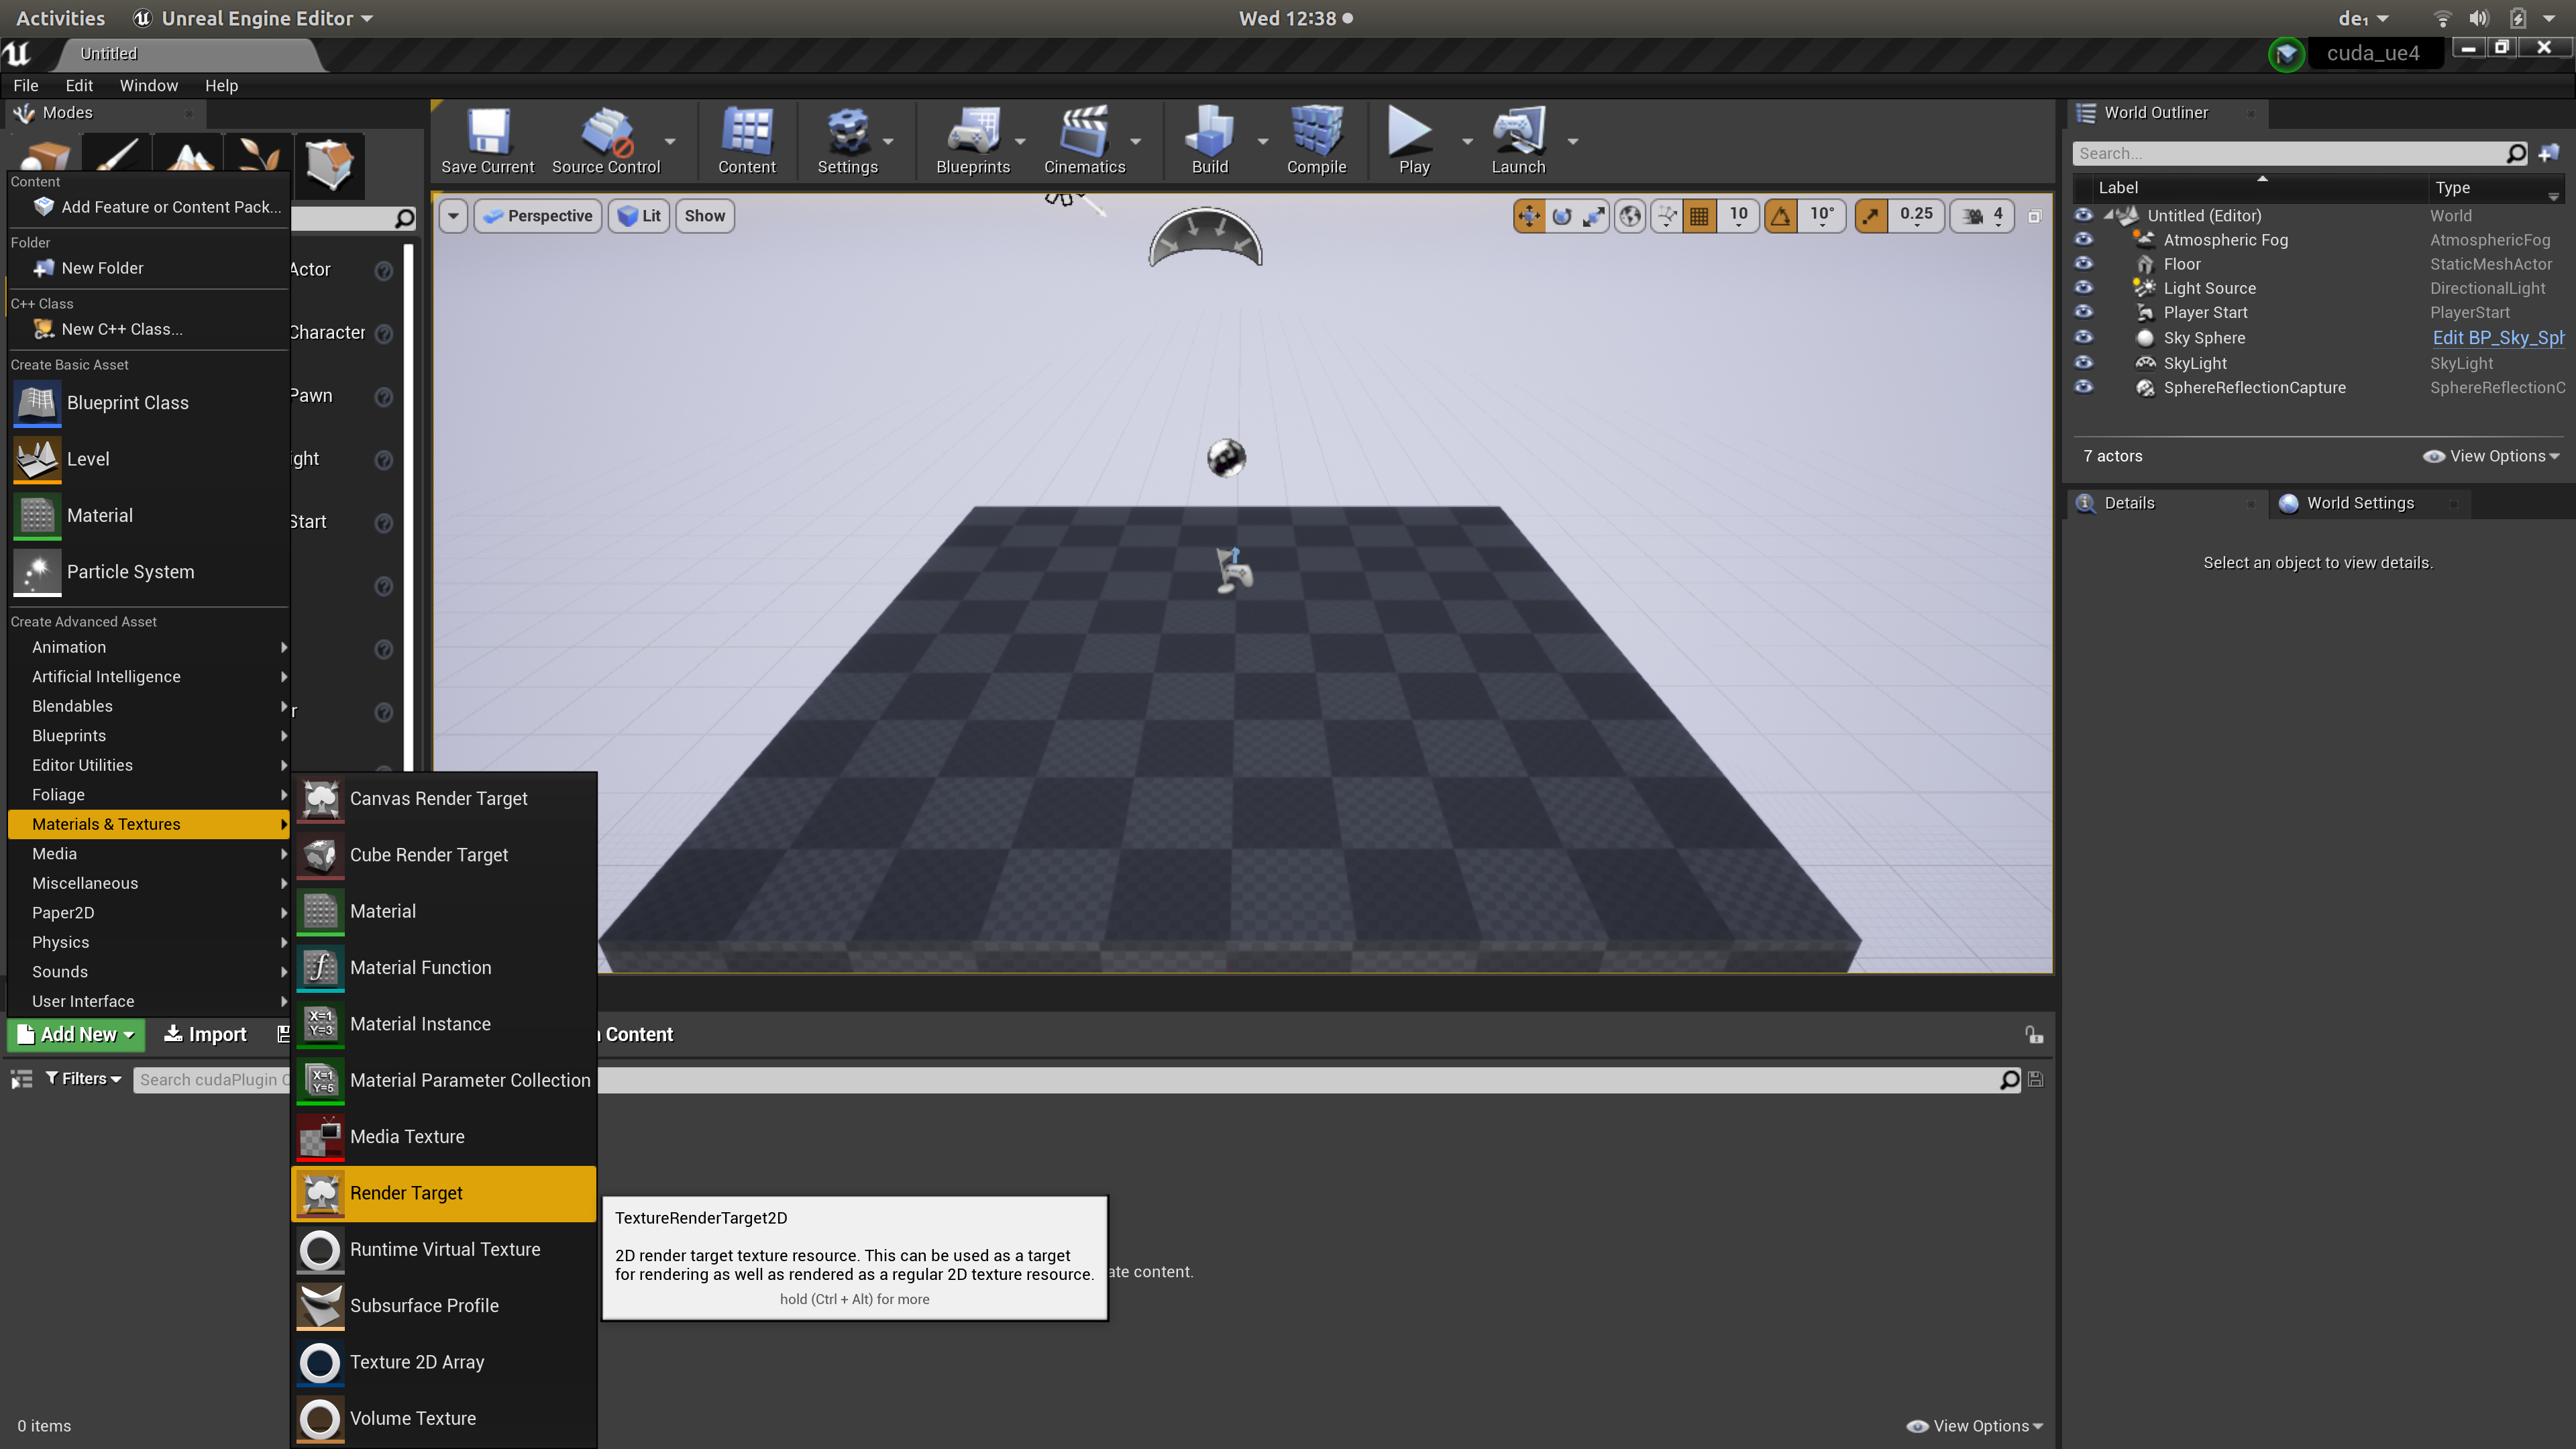 Activities
Unreal Engine Editor
Wed 12:38
de₁
Untitled
cuda_ue4
File Edit Window Help
Modes
Content
Add Feature or Content Pack...
Folder
New Folder
C++ Class
New C++ Class...
Create Basic Asset
Blueprint Class
Level
Material
Particle System
Create Advanced Asset
Animation
Artificial Intelligence
Blendables
Blueprints
Editor Utilities
Foliage
Materials & Textures
Media
Miscellaneous
Paper2D
Physics
Sounds
User Interface
Actor
Character
Pawn
ight
Start
r
Canvas Render Target
Cube Render Target
Material
Material Function
X=1
Y=3
Material Instance
X=1
Y=5
Material Parameter Collection
Media Texture
Render Target
Runtime Virtual Texture
Subsurface Profile
Texture 2D Array
Volume Texture
TextureRenderTarget2D
2D render target texture resource. This can be used as a target
for rendering as well as rendered as a regular 2D texture resource.
hold (Ctrl + Alt) for more
ate content.
Save Current
Source Control
Content
Settings
Blueprints
Cinematics
Build
Compile
Play
Launch
Perspective
Lit
Show
10
10°
0.25
4
World Outliner
Search...
Label Type
Untitled (Editor) World
Atmospheric Fog AtmosphericFog
Floor StaticMeshActor
Light Source DirectionalLight
Player Start PlayerStart
Sky Sphere Edit BP_Sky_Sph
SkyLight SkyLight
SphereReflectionCapture SphereReflectionC
7 actors
View Options
Details
World Settings
Select an object to view details.
Add New
Import
Content
Filters
Search cudaPlugin C
0 items
View Options